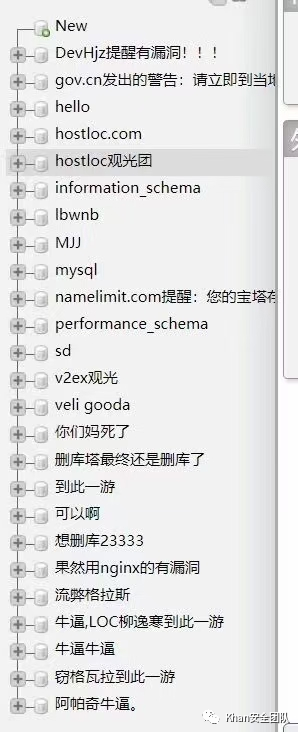 New
DevHjz提醒有漏洞！！！
gov.cn发出的警告：请立即到当地
hello
hostloc.com
hostloc观光团
information_schema
lbwnb
MJJ
mysql
namelimit.com提醒：您的宝塔存
performance_schema
sd
v2ex观光
veli gooda
你们妈死了
删库塔最终还是删库了
到此一游
可以啊
想删库23333
果然用nginx的有漏洞
流弊格拉斯
牛逼,LOC柳逸寒到此一游
牛逼牛逼
窃格瓦拉到此一游
阿帕奇牛逼。
Khan安全团队